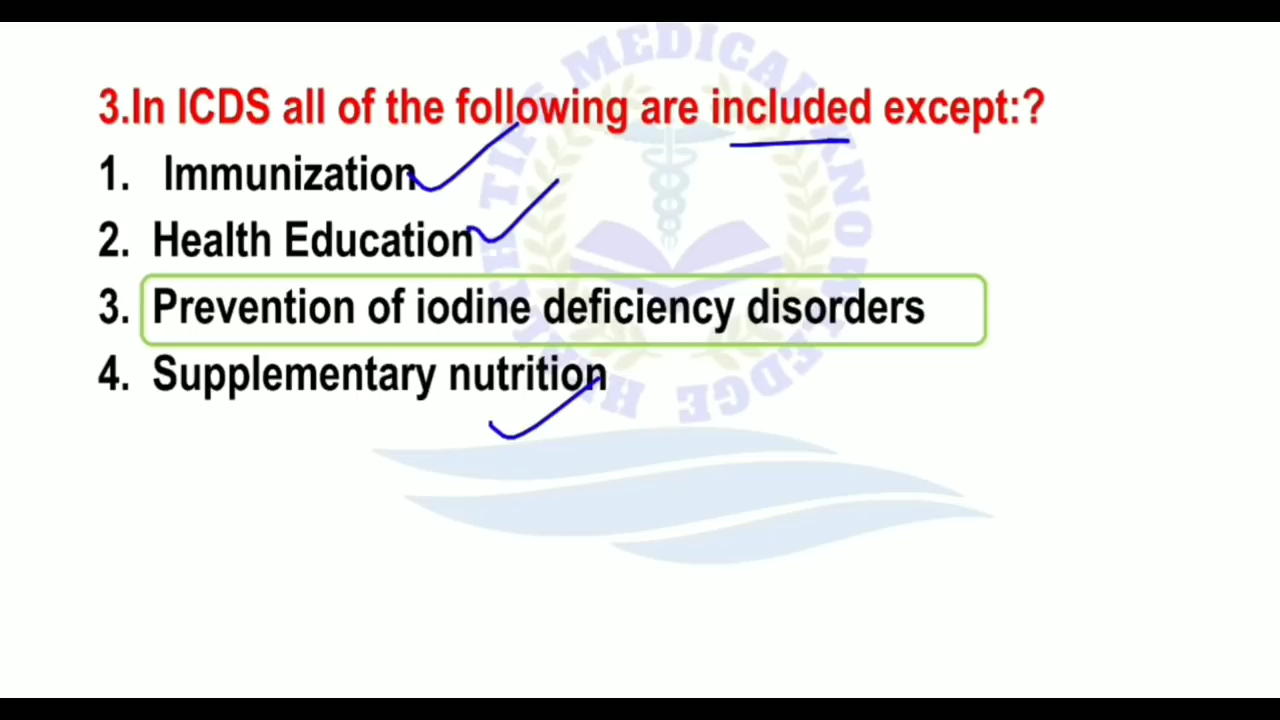 3.In ICDS all of the following are included except:?
1. Immunization
2. Health Education
3. Prevention of iodine deficiency disorders
4. Supplementary nutrition